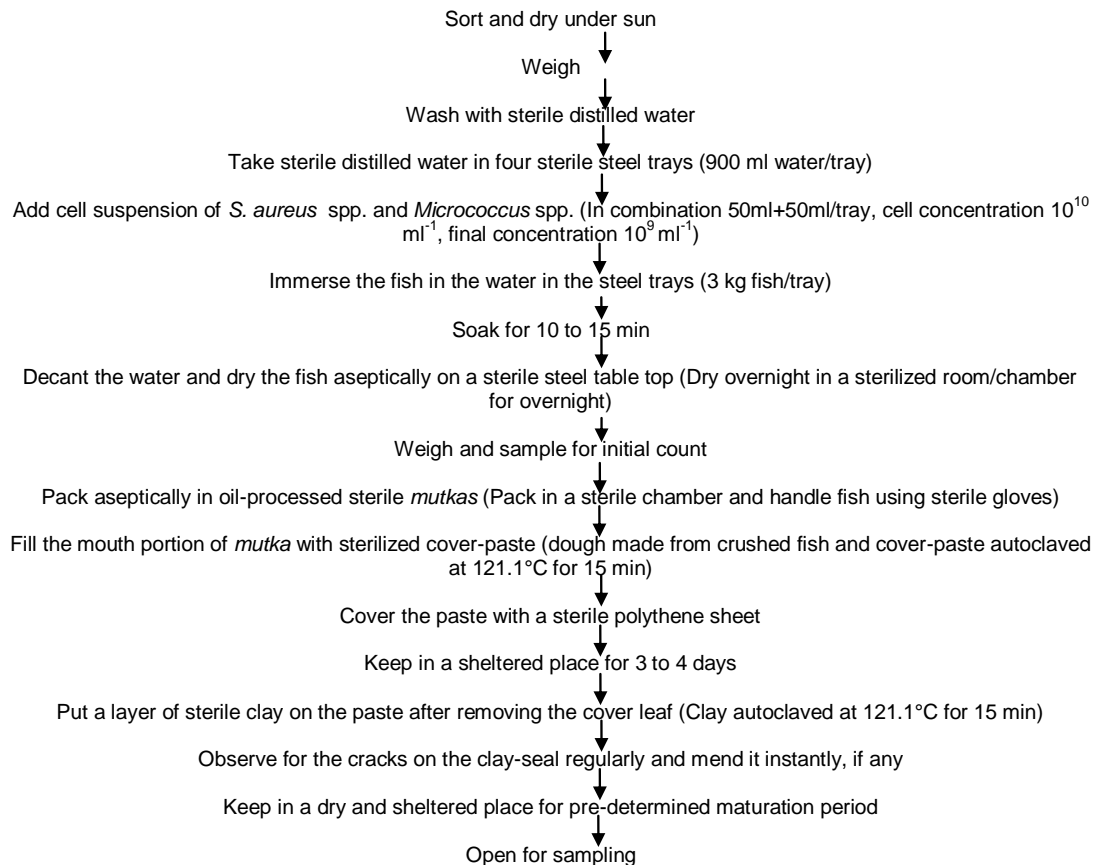 Sort and dry under sun
Weigh
Wash with sterile distilled water
Take sterile distilled water in four sterile steel trays (900 ml water/tray)
Add cell suspension of S. aureus spp. and Micrococcus spp. (In combination 50ml+50ml/tray, cell concentration 10¹⁰
ml⁻¹, final concentration 10⁹ ml⁻¹)
Immerse the fish in the water in the steel trays (3 kg fish/tray)
Soak for 10 to 15 min
Decant the water and dry the fish aseptically on a sterile steel table top (Dry overnight in a sterilized room/chamber
for overnight)
Weigh and sample for initial count
Pack aseptically in oil-processed sterile mutkas (Pack in a sterile chamber and handle fish using sterile gloves)
Fill the mouth portion of mutka with sterilized cover-paste (dough made from crushed fish and cover-paste autoclaved
at 121.1°C for 15 min)
Cover the paste with a sterile polythene sheet
Keep in a sheltered place for 3 to 4 days
Put a layer of sterile clay on the paste after removing the cover leaf (Clay autoclaved at 121.1°C for 15 min)
Observe for the cracks on the clay-seal regularly and mend it instantly, if any
Keep in a dry and sheltered place for pre-determined maturation period
Open for sampling